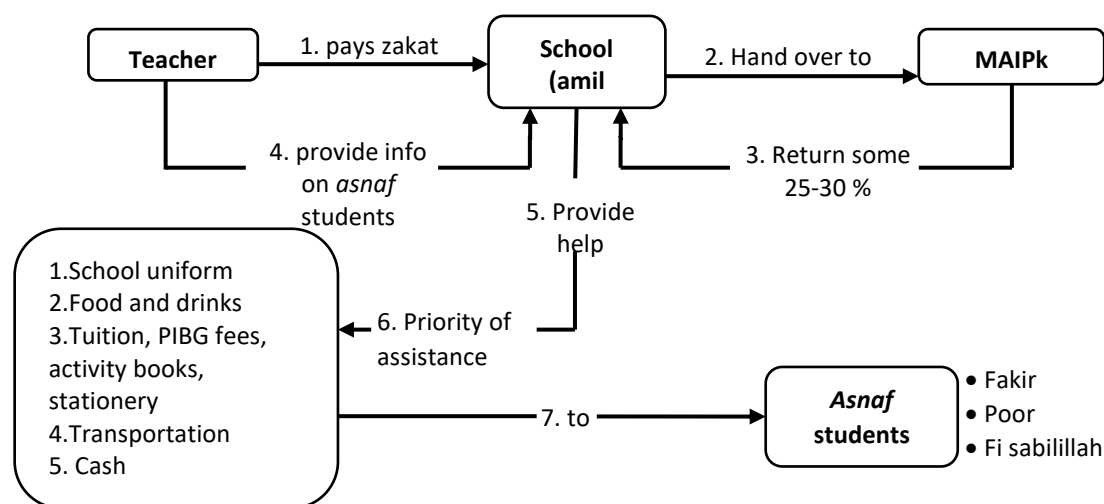 Teacher
1. pays zakat
School
(amil
2. Hand over to
MAIPk
4. provide info
on asnaf
students
3. Return some
25-30 %
5. Provide
help
1.School uniform
2.Food and drinks
3.Tuition, PIBG fees,
activity books,
stationery
4.Transportation
5. Cash
6. Priority of
assistance
7. to
Asnaf
students
• Fakir
• Poor
• Fi sabilillah